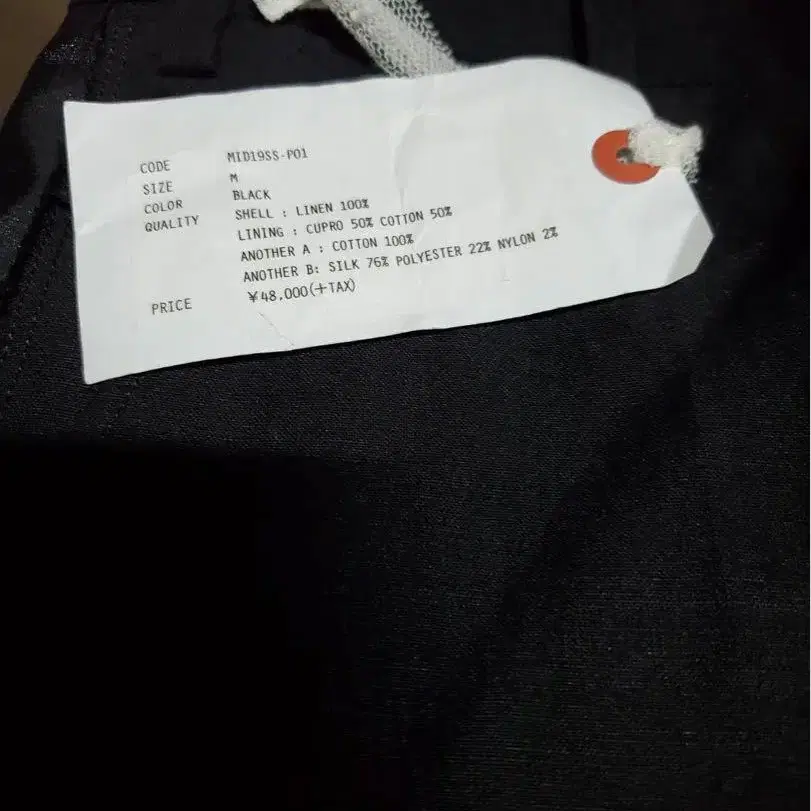 CODE MID19SS-P01
SIZE M
COLOR BLACK
QUALITY SHELL : LINEN 100%
LINING : CUPRO 50% COTTON 50%
ANOTHER A : COTTON 100%
ANOTHER B: SILK 76% POLYESTER 22% NYLON 2%
PRICE ¥48,000(+TAX)